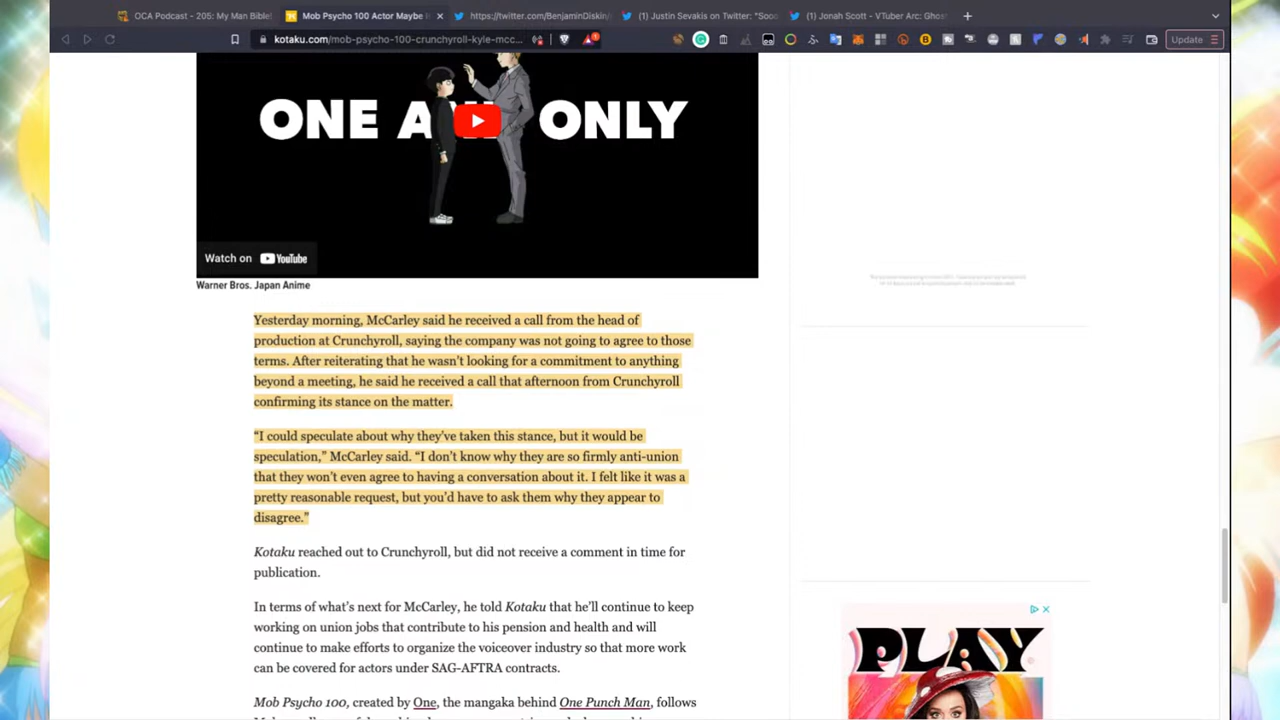 OCA Podcast - 205: My Man Bible!
Mob Psycho 100 Actor Maybe
https://twitter.com/BenjaminDiskin/
(1) Justin Sevakis on Twitter: "Sooo
(1) Jonah Scott - VTuber Arc: Ghos
kotaku.com/mob-psycho-100-crunchyroll-kyle-mcc...
Update
ONE A ONLY
Watch on YouTube
Warner Bros. Japan Anime
Yesterday morning, McCarley said he received a call from the head of
production at Crunchyroll, saying the company was not going to agree to those
terms. After reiterating that he wasn't looking for a commitment to anything
beyond a meeting, he said he received a call that afternoon from Crunchyroll
confirming its stance on the matter.
“I could speculate about why they've taken this stance, but it would be
speculation,” McCarley said. “I don't know why they are so firmly anti-union
that they won't even agree to having a conversation about it. I felt like it was a
pretty reasonable request, but you'd have to ask them why they appear to
disagree.”
Kotaku reached out to Crunchyroll, but did not receive a comment in time for
publication.
In terms of what's next for McCarley, he told Kotaku that he'll continue to keep
working on union jobs that contribute to his pension and health and will
continue to make efforts to organize the voiceover industry so that more work
can be covered for actors under SAG-AFTRA contracts.
Mob Psycho 100, created by One, the mangaka behind One Punch Man, follows
PLAY